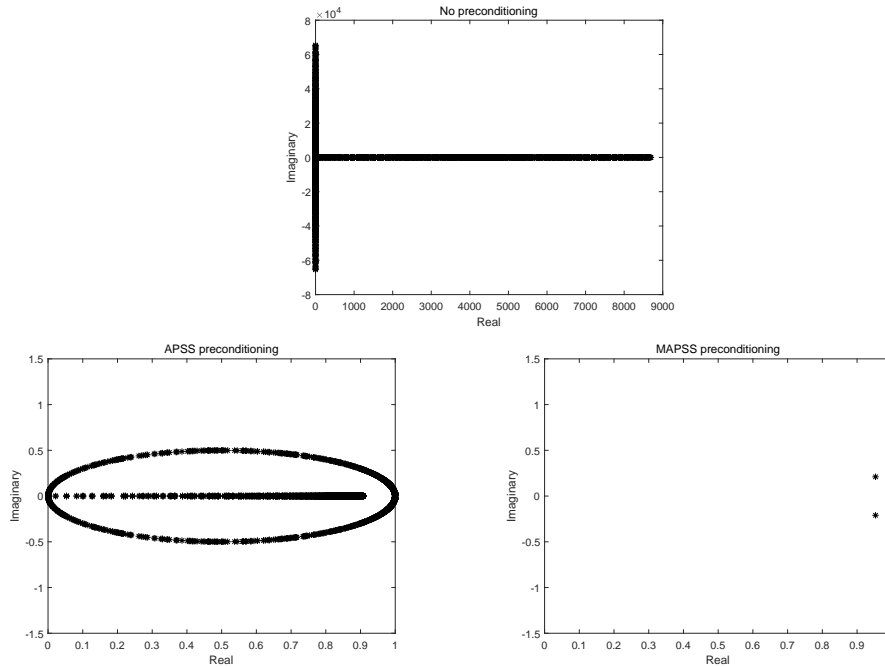 No preconditioning
×10⁴
8
6
4
2
0
-2
-4
-6
-8
Imaginary
0 1000 2000 3000 4000 5000 6000 7000 8000 9000
Real
APSS preconditioning
1.5
1
0.5
0
-0.5
-1
-1.5
Imaginary
0 0.1 0.2 0.3 0.4 0.5 0.6 0.7 0.8 0.9 1
Real
MAPSS preconditioning
1.5
1
0.5
0
-0.5
-1
-1.5
Imaginary
0 0.1 0.2 0.3 0.4 0.5 0.6 0.7 0.8 0.9
Real